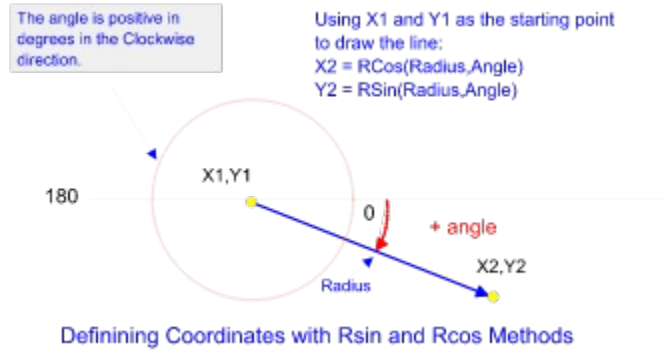 The angle is positive in
degrees in the Clockwise
direction.
Using X1 and Y1 as the starting point
to draw the line:
X2 = RCos(Radius,Angle)
Y2 = RSin(Radius,Angle)
X1,Y1
180
0
+ angle
X2,Y2
Radius
Definining Coordinates with Rsin and Rcos Methods